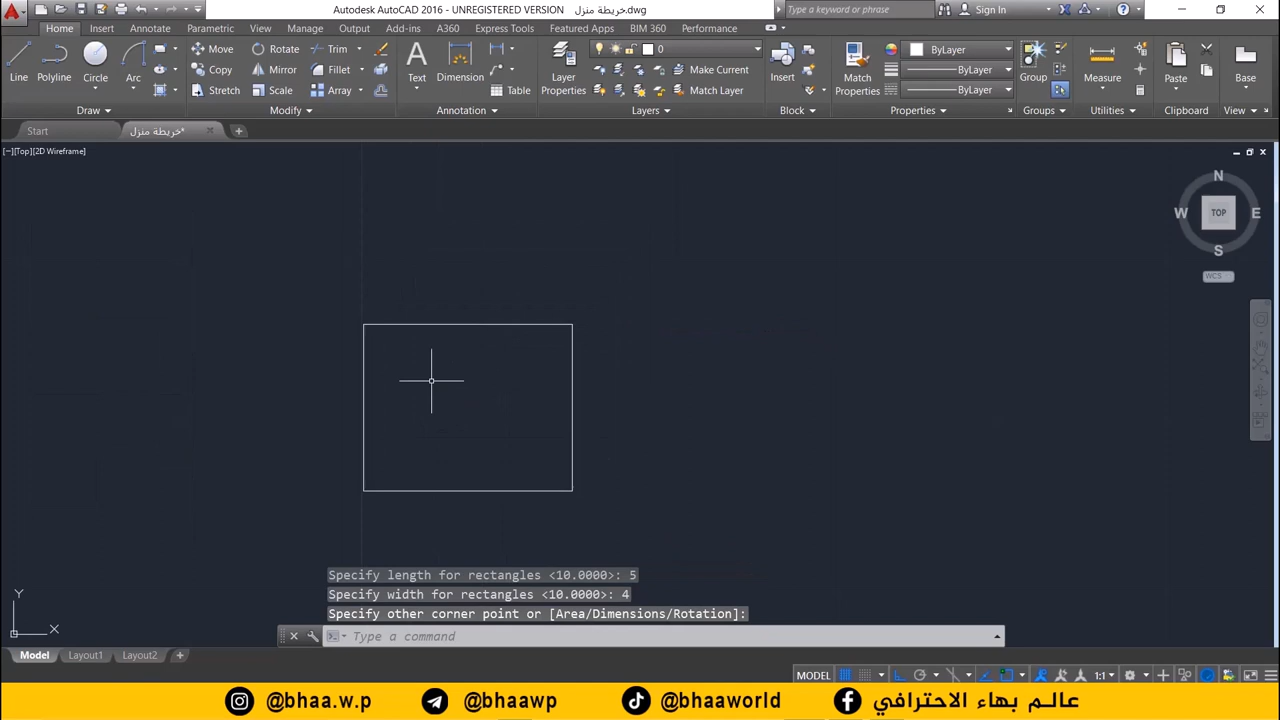 Autodesk AutoCAD 2016 - UNREGISTERED VERSION خريطة منزل.dwg
Type a keyword or phrase
Sign In
Home Insert Annotate Parametric View Manage Output Add-ins A360 Express Tools Featured Apps BIM 360 Performance
Line
Polyline
Circle
Arc
Move
Rotate
Trim
Copy
Mirror
Fillet
Stretch
Scale
Array
Text
Dimension
Table
Layer Properties
0
Make Current
Match Layer
Insert
Match Properties
ByLayer
ByLayer
ByLayer
Group
Measure
Paste
Base
Draw Modify Annotation Layers Block Properties Groups Utilities Clipboard View
Start
خريطة منزل*
[−][Top][2D Wireframe]
N
W
TOP
E
S
WCS
Y
X
Specify length for rectangles <10.0000>: 5
Specify width for rectangles <10.0000>: 4
Specify other corner point or [Area/Dimensions/Rotation]:
Type a command
Model Layout1 Layout2 +
MODEL
1:1
@bhaa.w.p @bhaawp @bhaaworld عالم بهاء الاحترافي